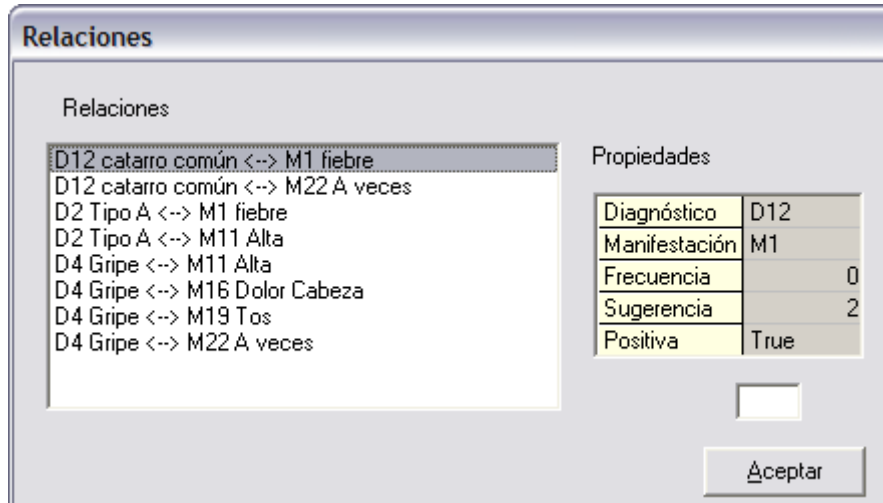 Relaciones
Relaciones
D12 catarro común <--> M1 fiebre
D12 catarro común <--> M22 A veces
D2 Tipo A <--> M1 fiebre
D2 Tipo A <--> M11 Alta
D4 Gripe <--> M11 Alta
D4 Gripe <--> M16 Dolor Cabeza
D4 Gripe <--> M19 Tos
D4 Gripe <--> M22 A veces
Propiedades
Diagnóstico D12
Manifestación M1
Frecuencia 0
Sugerencia 2
Positiva True
Aceptar